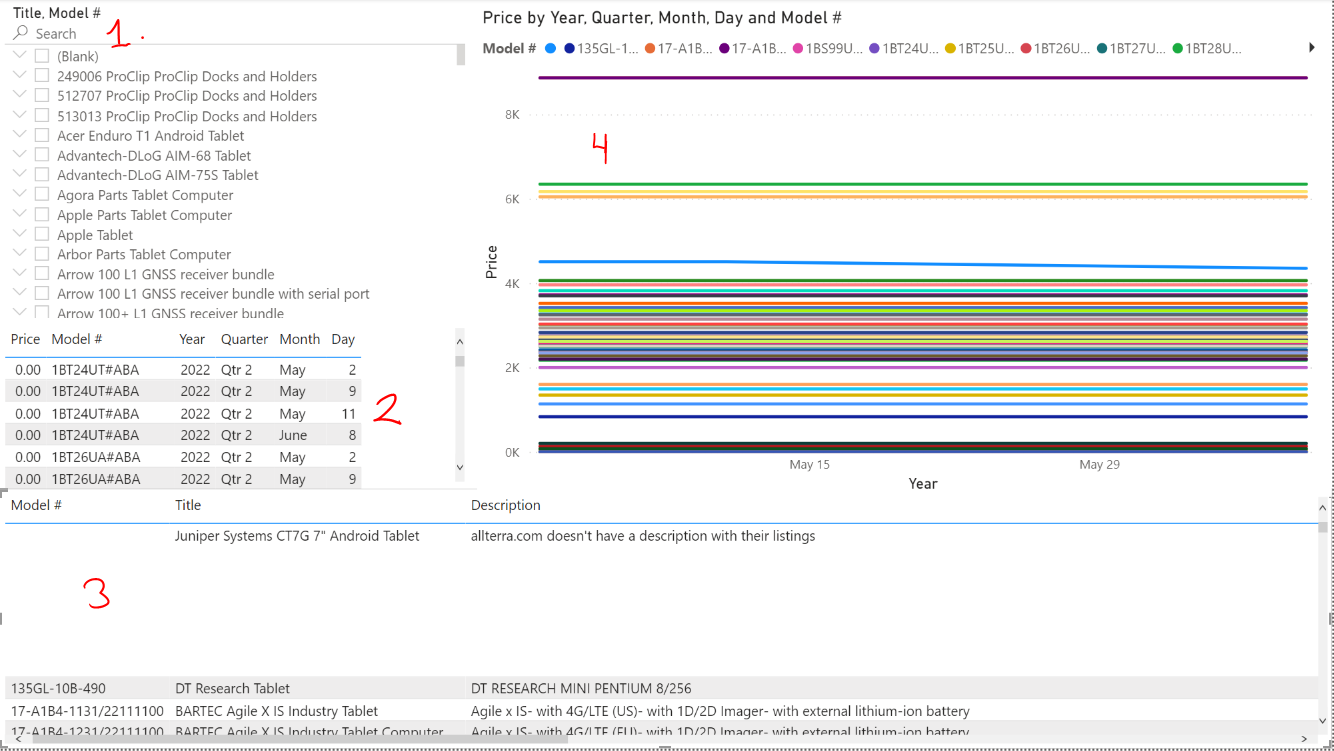 Title, Model #
Search
1.
(Blank)
249006 ProClip ProClip Docks and Holders
512707 ProClip ProClip Docks and Holders
513013 ProClip ProClip Docks and Holders
Acer Enduro T1 Android Tablet
Advantech-DLoG AIM-68 Tablet
Advantech-DLoG AIM-75S Tablet
Agora Parts Tablet Computer
Apple Parts Tablet Computer
Apple Tablet
Arbor Parts Tablet Computer
Arrow 100 L1 GNSS receiver bundle
Arrow 100 L1 GNSS receiver bundle with serial port
Arrow 100+ L1 GNSS receiver bundle
Price Model # Year Quarter Month Day
0.00 1BT24UT#ABA 2022 Qtr 2 May 2
0.00 1BT24UT#ABA 2022 Qtr 2 May 9
0.00 1BT24UT#ABA 2022 Qtr 2 May 11
0.00 1BT24UT#ABA 2022 Qtr 2 June 8
0.00 1BT26UA#ABA 2022 Qtr 2 May 2
0.00 1BT26UA#ABA 2022 Qtr 2 May 9
2
Price by Year, Quarter, Month, Day and Model #
Model # 135GL-1... 17-A1B... 17-A1B... 1BS99U... 1BT24U... 1BT25U... 1BT26U... 1BT27U... 1BT28U...
8K
4
6K
Price
4K
2K
0K
May 15 May 29
Year
Model # Title Description
Juniper Systems CT7G 7" Android Tablet allterra.com doesn't have a description with their listings
3
135GL-10B-490 DT Research Tablet DT RESEARCH MINI PENTIUM 8/256
17-A1B4-1131/22111100 BARTEC Agile X IS Industry Tablet Agile x IS- with 4G/LTE (US)- with 1D/2D Imager- with external lithium-ion battery
17-A1B4-1231/22111100 BARTEC Agile X IS Industry Tablet Computer Agile x IS- with 4G/LTE (EU)- with 1D/2D Imager- with external lithium-ion battery